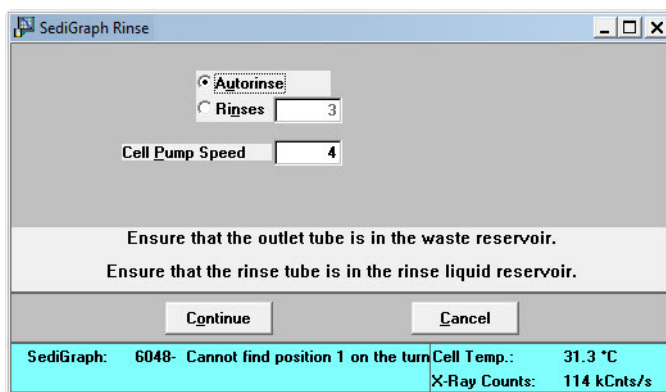 SediGraph Rinse
Autorinse
Rinses 3
Cell Pump Speed 4
Ensure that the outlet tube is in the waste reservoir.
Ensure that the rinse tube is in the rinse liquid reservoir.
Continue Cancel
SediGraph: 6048- Cannot find position 1 on the turn Cell Temp.: 31.3 °C
X-Ray Counts: 114 kCnts/s